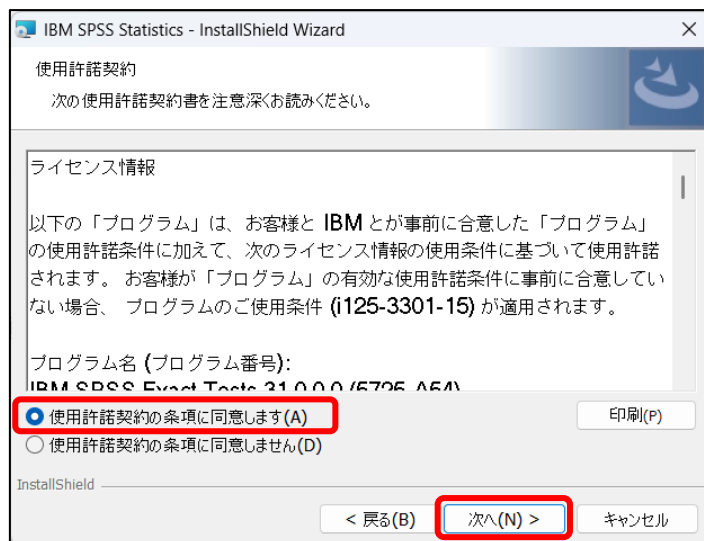 IBM SPSS Statistics - InstallShield Wizard
使用許諾契約
次の使用許諾契約書を注意深くお読みください。
ライセンス情報
以下の「プログラム」は、お客様と IBM とが事前に合意した「プログラム」
の使用許諾条件に加えて、次のライセンス情報の使用条件に基づいて使用許諾
されます。 お客様が「プログラム」の有効な使用許諾条件に事前に合意してい
ない場合、 プログラムのご使用条件 (i125-3301-15) が適用されます。
プログラム名 (プログラム番号):
IBM SPSS Exact Tests 31.0.0.0 (5725-A54)
使用許諾契約の条項に同意します(A)
印刷(P)
使用許諾契約の条項に同意しません(D)
InstallShield
< 戻る(B)
次へ(N) >
キャンセル